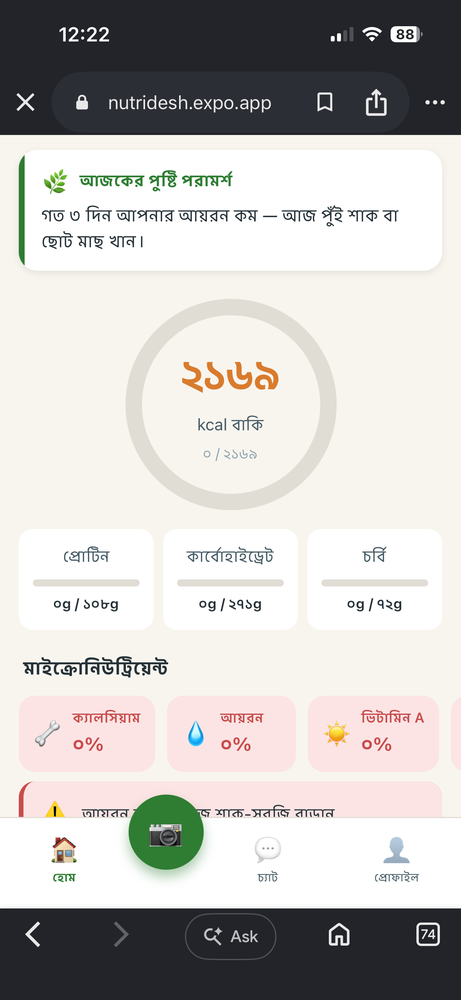 12:22
88
nutridesh.expo.app
আজকের পুষ্টি পরামর্শ
গত ৩ দিন আপনার আয়রন কম — আজ পুঁই শাক বা
ছোট মাছ খান।
২১৬৯
kcal বাকি
০ / ২১৬৯
প্রোটিন
কার্বোহাইড্রেট
চর্বি
০g / ১০৮g
০g / ২৭১g
০g / ৭২g
মাইক্রোনিউট্রিয়েন্ট
ক্যালসিয়াম
আয়রন
ভিটামিন A
০%
০%
০%
আয়রন শাক-সবজি বাড়ান
হোম
চ্যাট
প্রোফাইল
Ask
74